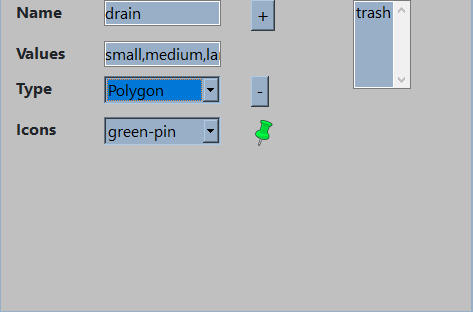 Name drain + trash
Values small,medium,la
Type Polygon -
Icons green-pin